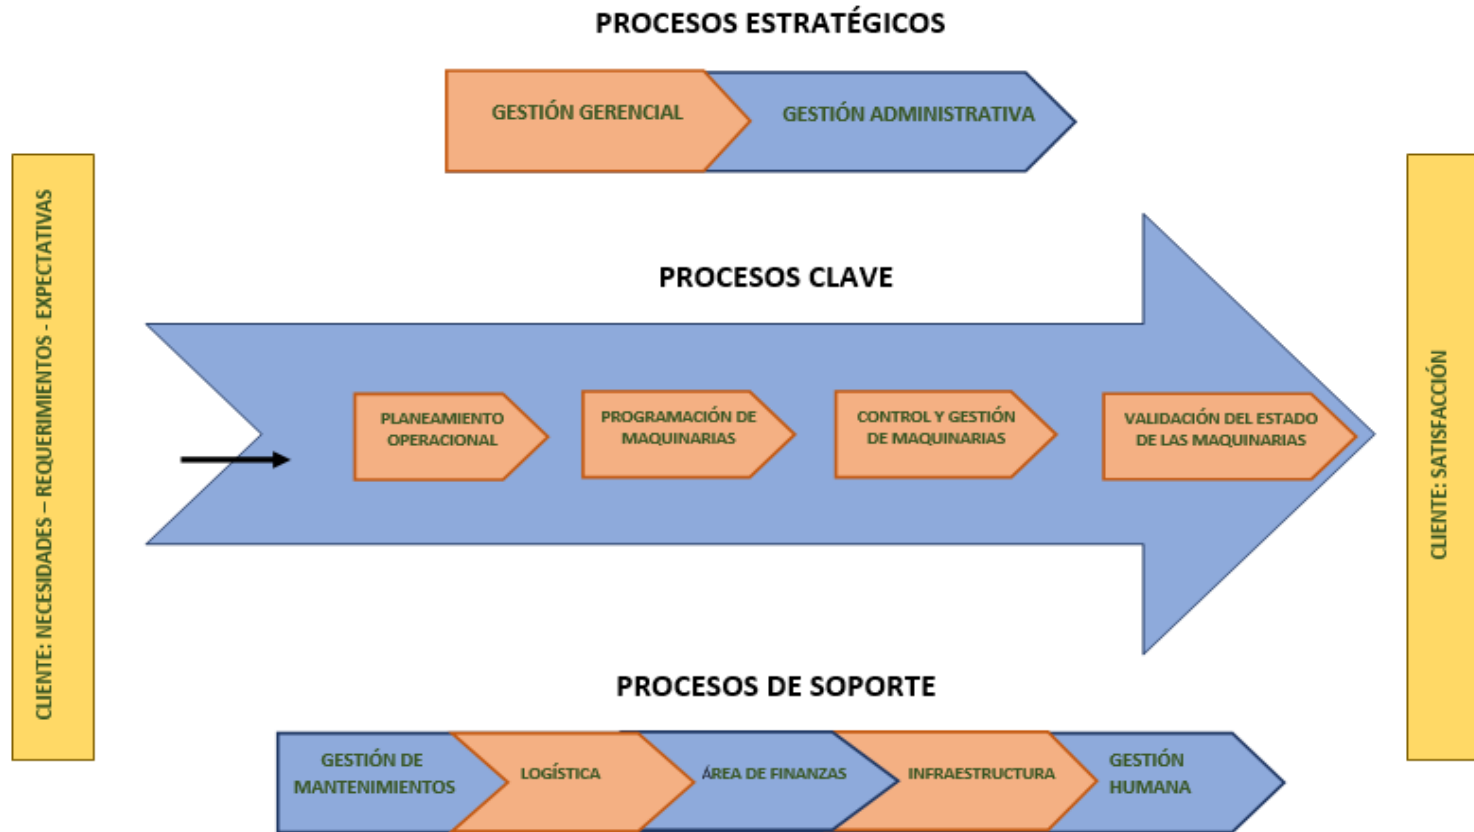 PROCESOS ESTRATÉGICOS
GESTIÓN GERENCIAL
GESTIÓN ADMINISTRATIVA
CLIENTE: NECESIDADES – REQUERIMIENTOS - EXPECTATIVAS
PROCESOS CLAVE
PLANEAMIENTO
OPERACIONAL
PROGRAMACIÓN DE
MAQUINARIAS
CONTROL Y GESTIÓN
DE MAQUINARIAS
VALIDACIÓN DEL ESTADO
DE LAS MAQUINARIAS
CLIENTE: SATISFACCIÓN
PROCESOS DE SOPORTE
GESTIÓN DE
MANTENIMIENTOS
LOGÍSTICA
ÁREA DE FINANZAS
INFRAESTRUCTURA
GESTIÓN
HUMANA